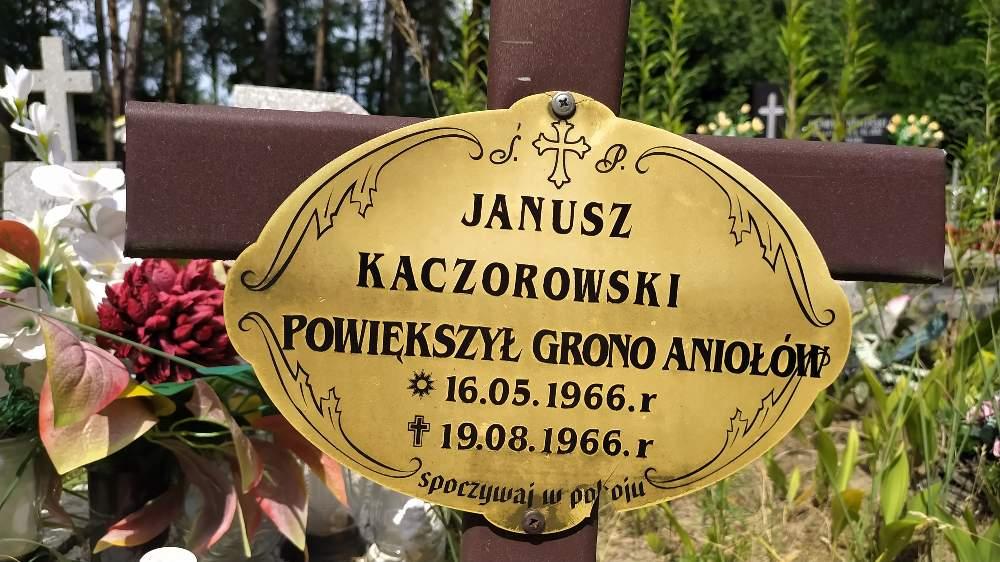 Ś. P.
JANUSZ
KACZOROWSKI
POWIĘKSZYŁ GRONO ANIOŁÓW
16.05.1966.r
19.08.1966.r
spoczywaj w pokoju